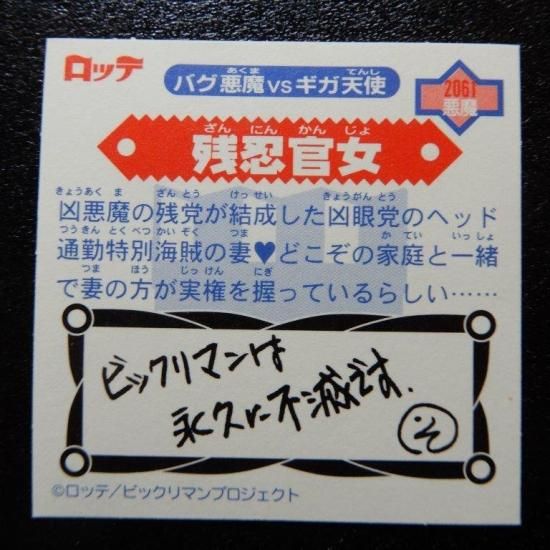 ロッテ
バグ悪魔VSギガ天使
あくま
てんし
2061
悪魔
ざんにんかんじょ
残忍官女
きょうあくま ざんとう けっせい きょうがんとう
凶悪魔の残党が結成した凶眼党のヘッド
つうきんとくべつかいぞく つま かてい いっしょ
通勤特別海賊の妻♥どこぞの家庭と一緒
つま ほう じっけん にぎ
で妻の方が実権を握っているらしい……
ビックリマンは
永久に不滅です.
そ
©ロッテ/ビックリマンプロジェクト